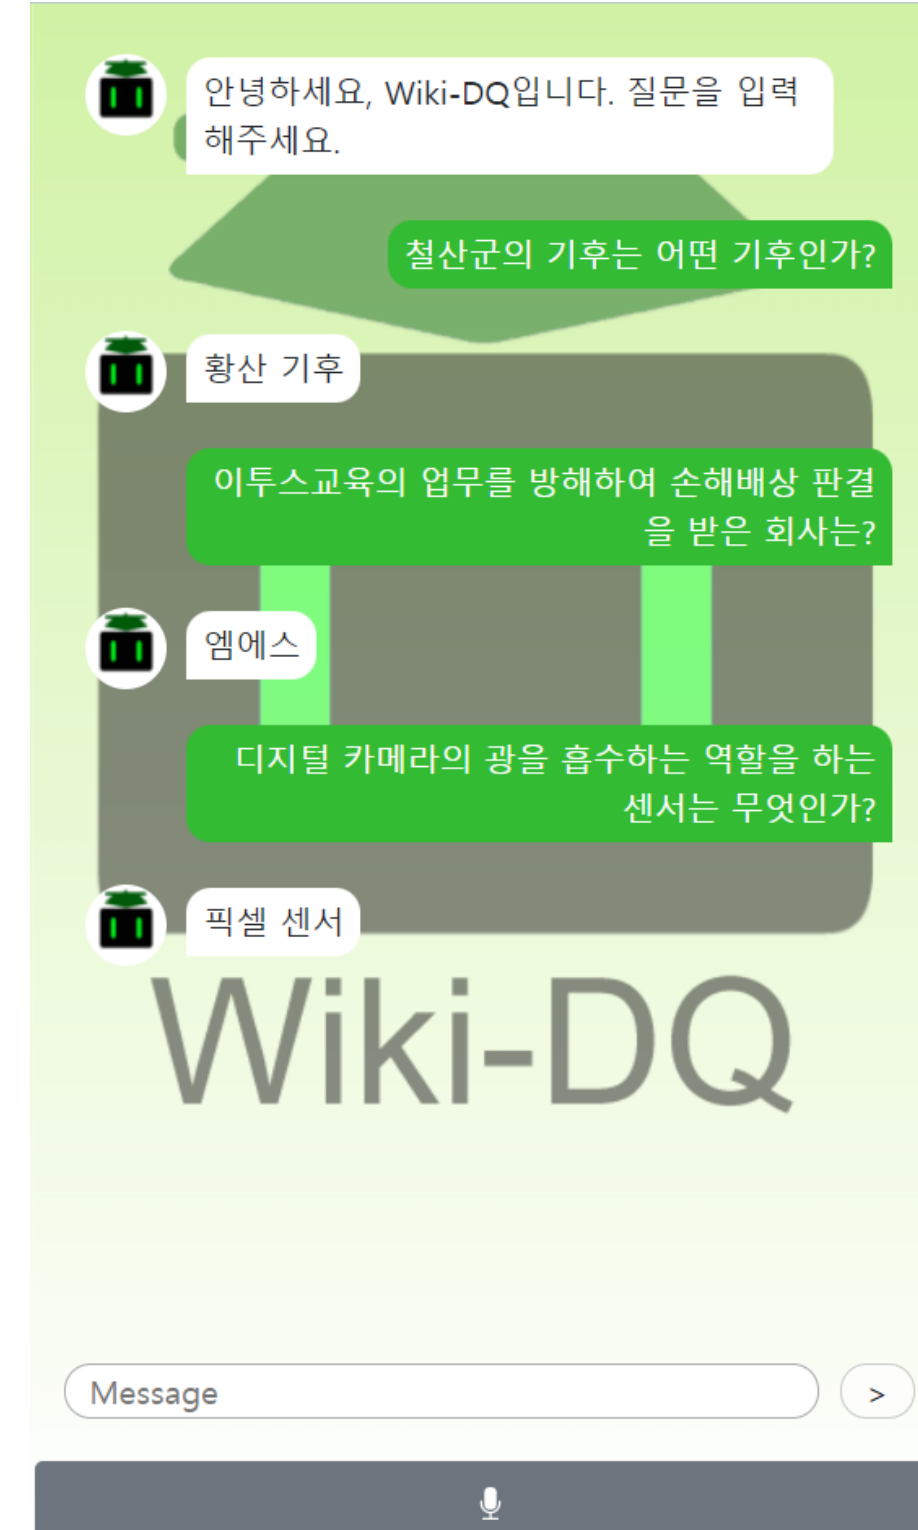 안녕하세요, Wiki-DQ입니다. 질문을 입력
해주세요.
철산군의 기후는 어떤 기후인가?
황산 기후
이투스교육의 업무를 방해하여 손해배상 판결
을 받은 회사는?
엠에스
디지털 카메라의 광을 흡수하는 역할을 하는
센서는 무엇인가?
픽셀 센서
Wiki-DQ
Message
>